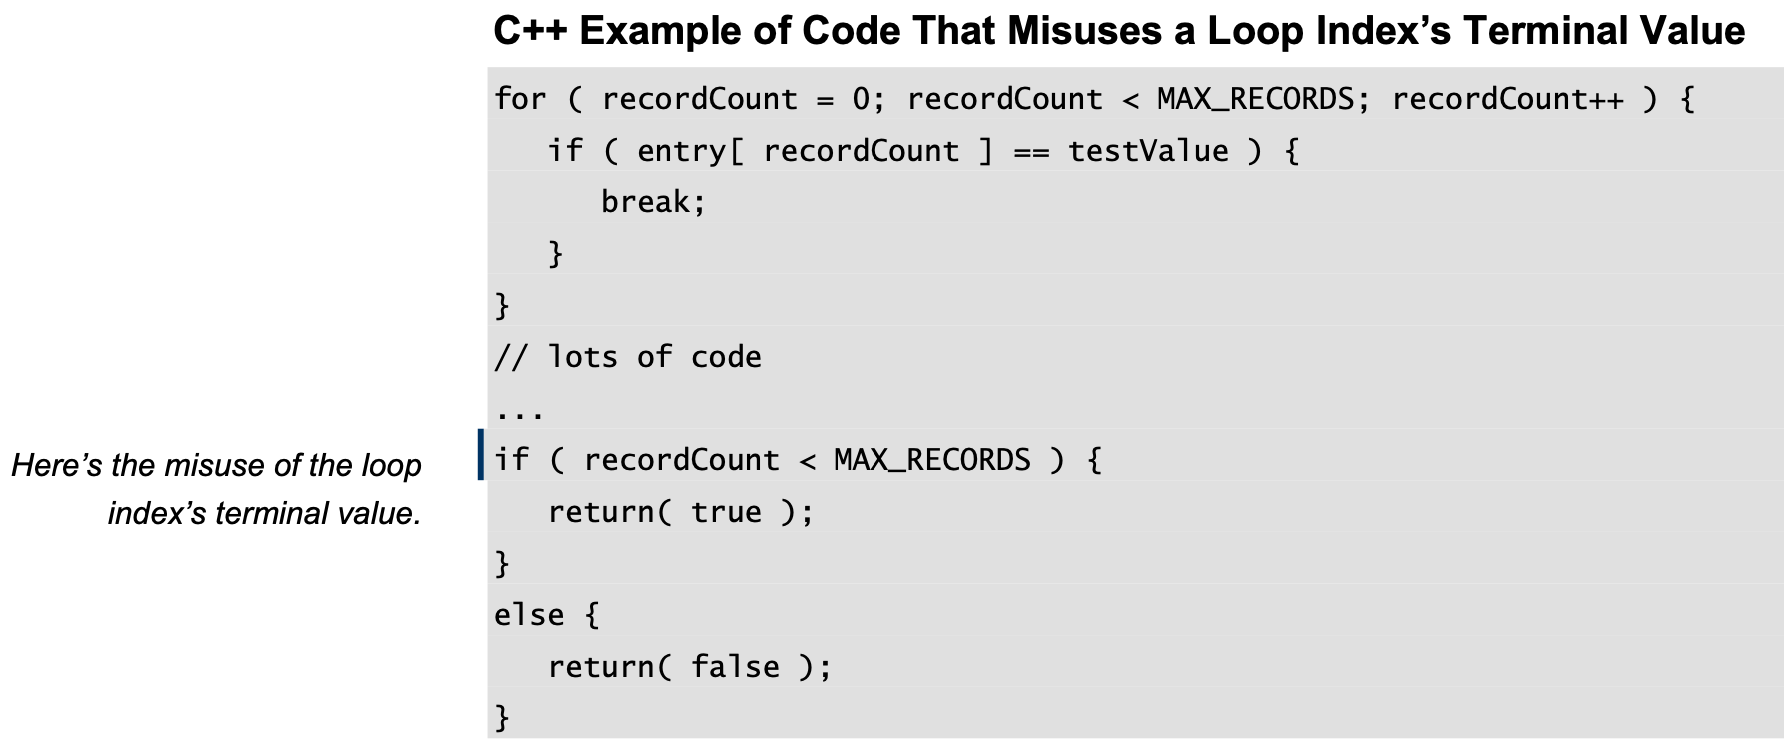 C++ Example of Code That Misuses a Loop Index’s Terminal Value
for ( recordCount = 0; recordCount < MAX_RECORDS; recordCount++ ) {
   if ( entry[ recordCount ] == testValue ) {
      break;
   }
}
// lots of code
...
Here’s the misuse of the loop
index’s terminal value.
if ( recordCount < MAX_RECORDS ) {
   return( true );
}
else {
   return( false );
}